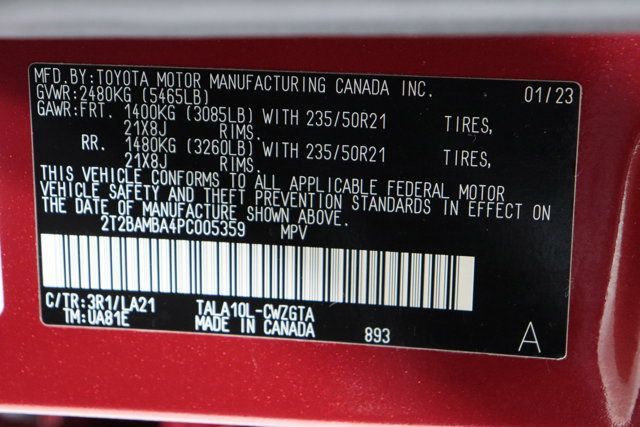 MFD.BY:TOYOTA MOTOR MANUFACTURING CANADA INC. 01/23
GVWR:2480KG (5465LB)
GAWR:FRT. 1400KG (3085LB) WITH 235/50R21 TIRES,
21X8J RIMS.
RR. 1480KG (3260LB) WITH 235/50R21 TIRES,
21X8J RIMS.
THIS VEHICLE CONFORMS TO ALL APPLICABLE FEDERAL MOTOR
VEHICLE SAFETY AND THEFT PREVENTION STANDARDS IN EFFECT ON
THE DATE OF MANUFACTURE SHOWN ABOVE.
2T2BAMBA4PC005359 MPV
C/TR:3R1/LA21 TALA10L-CWZGTA
TM:UA81E MADE IN CANADA 893 A